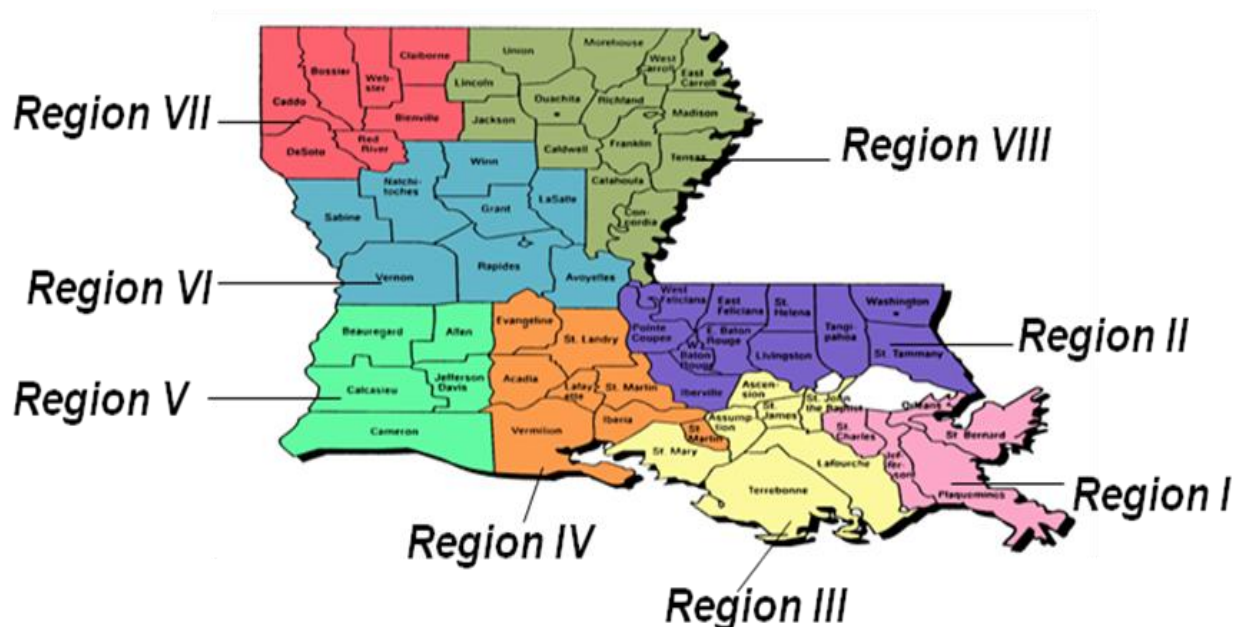 Union
Morehouse
Claiborne
West
Carroll
East
Carroll
Bossier
Web-
ster
Lincoln
Caddo
Ouachita
Richland
Madison
Region VII
Bienville
Jackson
Red
River
DeSoto
Caldwell
Franklin
Tensas
Region VIII
Winn
Natchi-
toches
Catahoula
LaSalle
Grant
Sabine
Con-
cordia
Region VI
Vernon
Rapides
Avoyelles
West
Feliciana
East
Feliciana
St.
Helena
Washington
Evangeline
Beauregard
Allen
Pointe
Coupee
E. Baton
Rouge
Tangi-
pahoa
Region II
St. Landry
W.
Baton
Rouge
Livingston
St. Tammany
Region V
Calcasieu
Jefferson
Davis
Acadia
Lafay
ette
St. Martin
Iberville
Ascen-
sion
St. John
the Baptist
Orleans
Cameron
Vermilion
Iberia
St.
Martin
Assump
tion
St.
James
St.
Charles
St Bernard
St. Mary
Lafourche
Jef-
fer-
son
Terrebonne
Plaquemines
Region I
Region IV
Region III